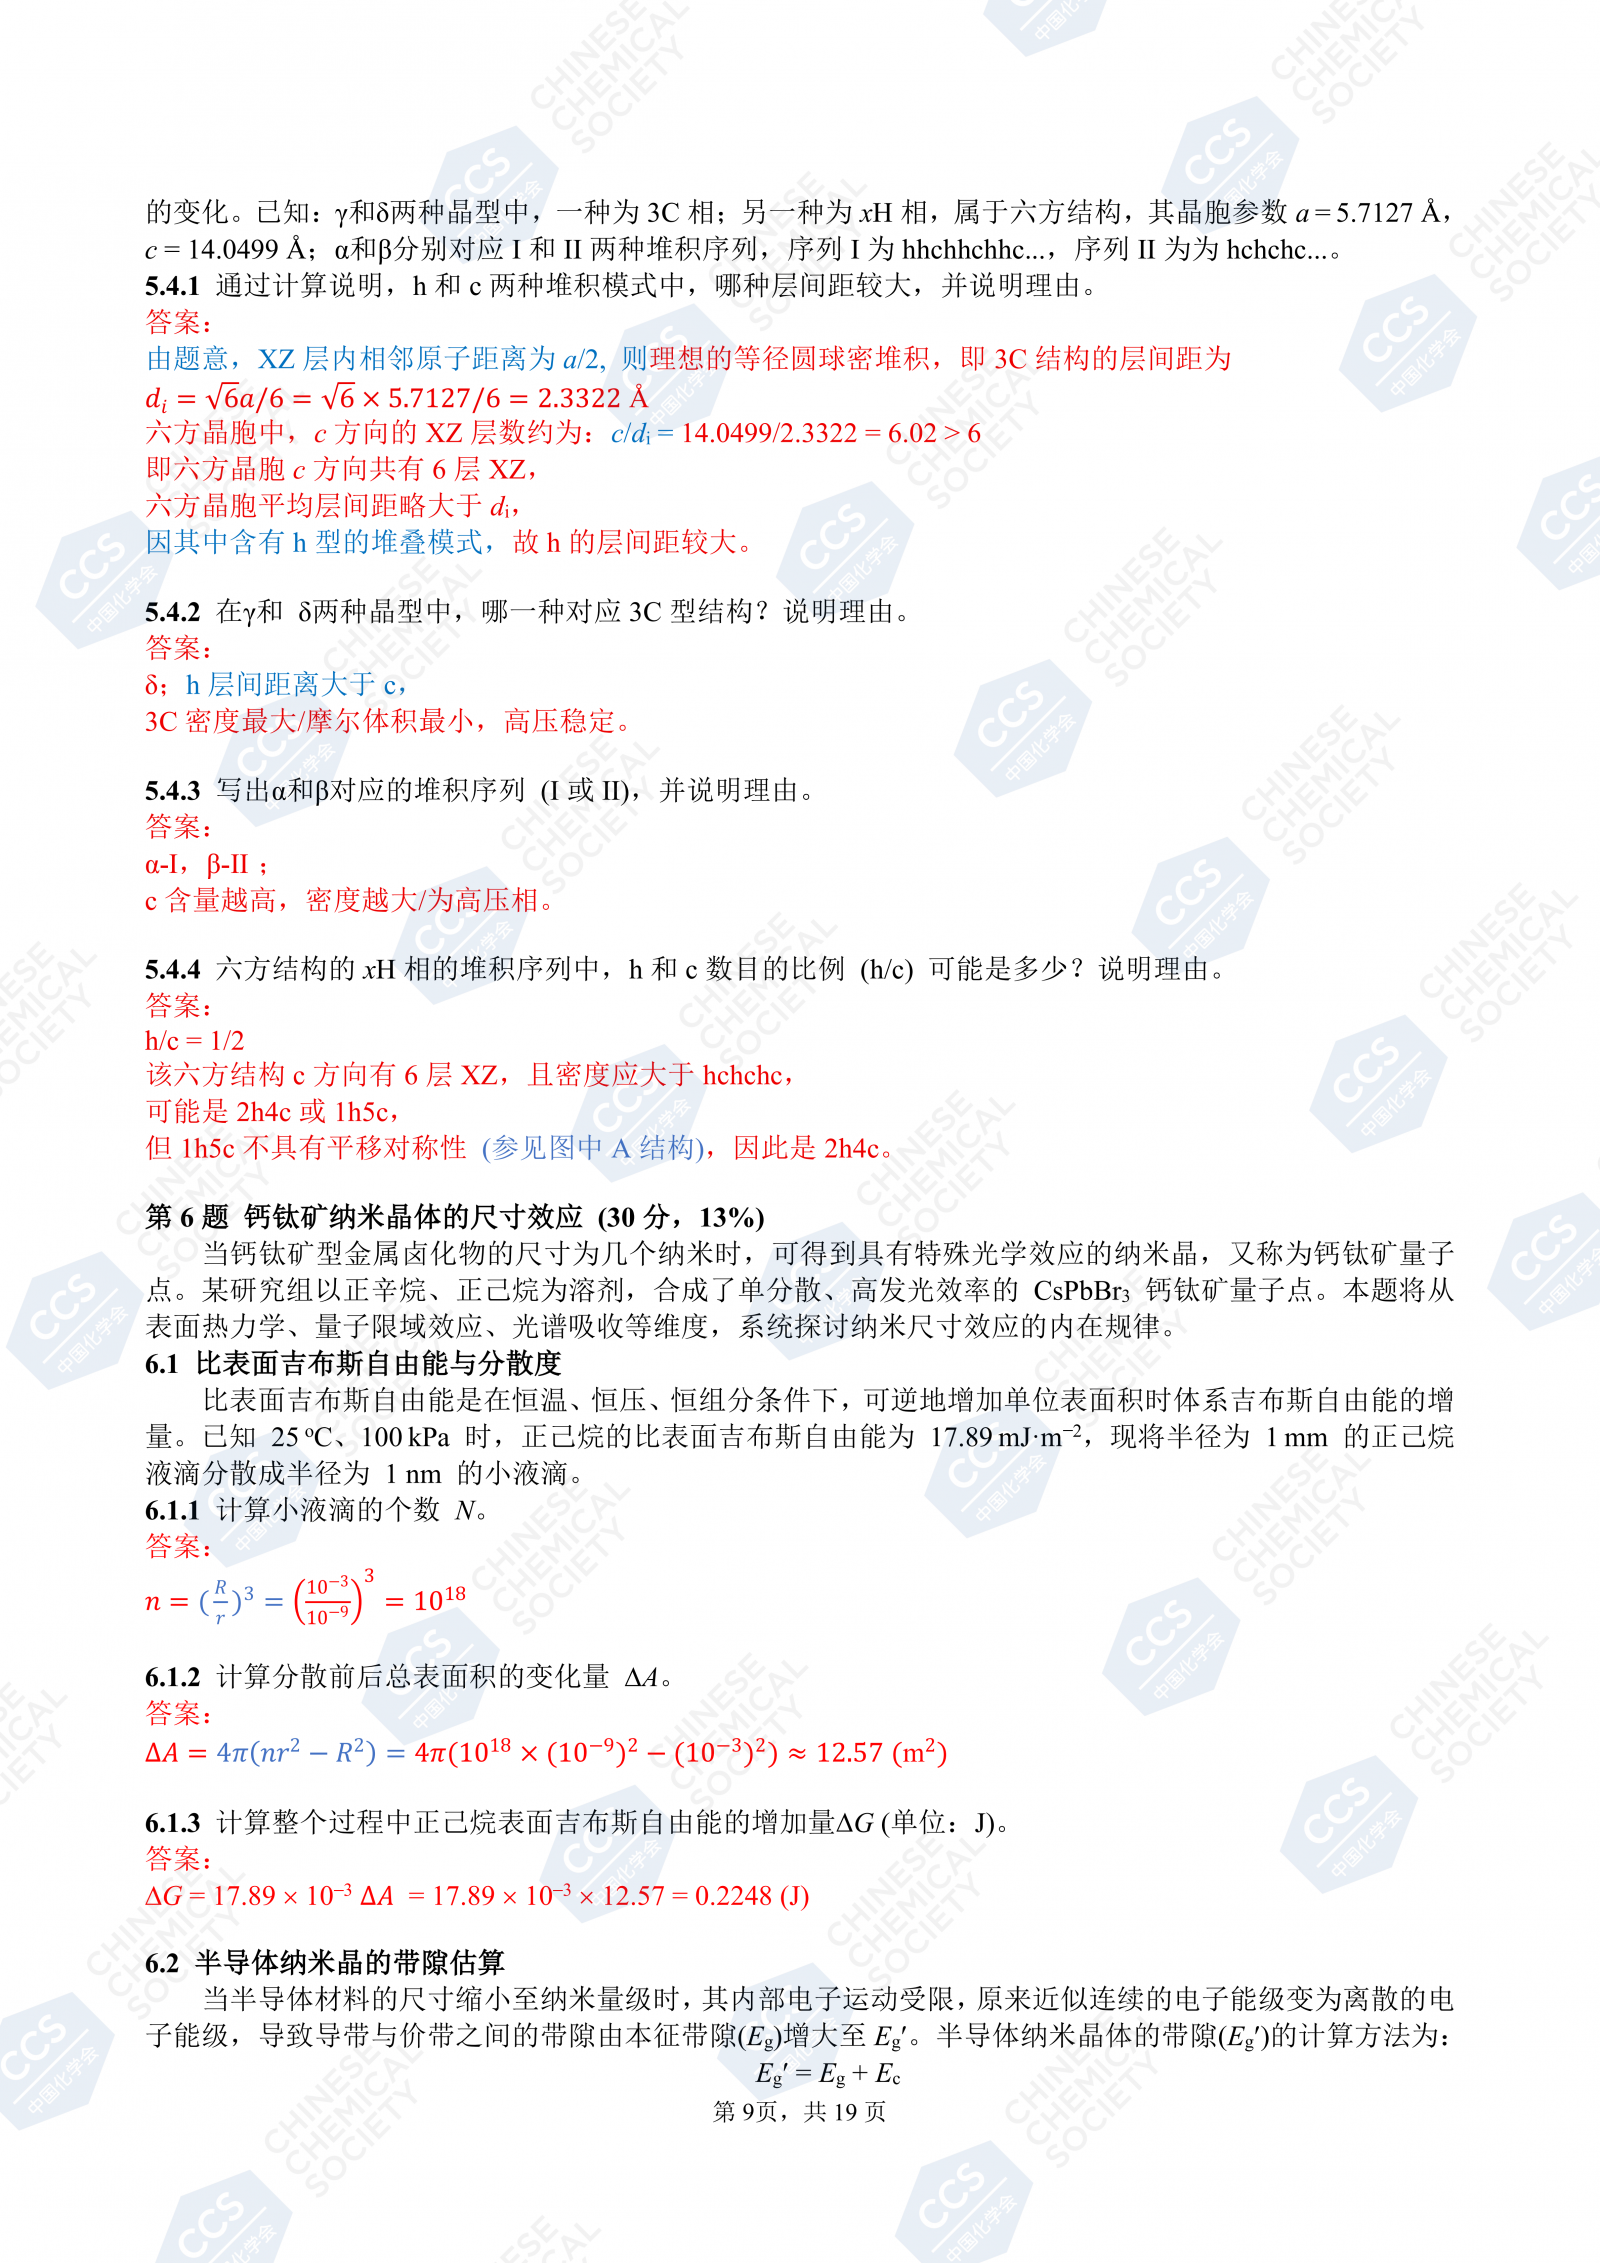 的变化。已知：γ和δ两种晶型中，一种为 3C 相；另一种为 xH 相，属于六方结构，其晶胞参数 a = 5.7127 Å，
c = 14.0499 Å；α和β分别对应 I 和 II 两种堆积序列，序列 I 为 hhchhchhc...，序列 II 为为 hchchc...。
5.4.1 通过计算说明，h 和 c 两种堆积模式中，哪种层间距较大，并说明理由。
答案：
由题意，XZ 层内相邻原子距离为 a/2, 则理想的等径圆球密堆积，即 3C 结构的层间距为
dᵢ = √6a/6 = √6 × 5.7127/6 = 2.3322 Å
六方晶胞中，c 方向的 XZ 层数约为：c/dᵢ = 14.0499/2.3322 = 6.02 > 6
即六方晶胞 c 方向共有 6 层 XZ，
六方晶胞平均层间距略大于 dᵢ，
因其中含有 h 型的堆叠模式，故 h 的层间距较大。
5.4.2 在γ和 δ两种晶型中，哪一种对应 3C 型结构？说明理由。
答案：
δ；h 层间距离大于 c，
3C 密度最大/摩尔体积最小，高压稳定。
5.4.3 写出α和β对应的堆积序列 (I 或 II)，并说明理由。
答案：
α-I，β-II；
c 含量越高，密度越大/为高压相。
5.4.4 六方结构的 xH 相的堆积序列中，h 和 c 数目的比例 (h/c) 可能是多少？说明理由。
答案：
h/c = 1/2
该六方结构 c 方向有 6 层 XZ，且密度应大于 hchchc，
可能是 2h4c 或 1h5c，
但 1h5c 不具有平移对称性 (参见图中 A 结构)，因此是 2h4c。
第 6 题 钙钛矿纳米晶体的尺寸效应 (30 分，13%)
当钙钛矿型金属卤化物的尺寸为几个纳米时，可得到具有特殊光学效应的纳米晶，又称为钙钛矿量子
点。某研究组以正辛烷、正己烷为溶剂，合成了单分散、高发光效率的 CsPbBr₃ 钙钛矿量子点。本题将从
表面热力学、量子限域效应、光谱吸收等维度，系统探讨纳米尺寸效应的内在规律。
6.1 比表面吉布斯自由能与分散度
比表面吉布斯自由能是在恒温、恒压、恒组分条件下，可逆地增加单位表面积时体系吉布斯自由能的增
量。已知 25 ºC、100 kPa 时，正己烷的比表面吉布斯自由能为 17.89 mJ·m⁻²，现将半径为 1 mm 的正己烷
液滴分散成半径为 1 nm 的小液滴。
6.1.1 计算小液滴的个数 N。
答案：
n = (R/r)³ = (10⁻³/10⁻⁹)³ = 10¹⁸
6.1.2 计算分散前后总表面积的变化量 ΔA。
答案：
ΔA = 4π(nr² − R²) = 4π(10¹⁸ × (10⁻⁹)² − (10⁻³)²) ≈ 12.57 (m²)
6.1.3 计算整个过程中正己烷表面吉布斯自由能的增加量ΔG (单位：J)。
答案：
ΔG = 17.89 × 10⁻³ ΔA = 17.89 × 10⁻³ × 12.57 = 0.2248 (J)
6.2 半导体纳米晶的带隙估算
当半导体材料的尺寸缩小至纳米量级时，其内部电子运动受限，原来近似连续的电子能级变为离散的电
子能级，导致导带与价带之间的带隙由本征带隙(Eg)增大至 Eg′。半导体纳米晶体的带隙(Eg′)的计算方法为：
Eg′ = Eg + Ec
第 9页，共 19 页